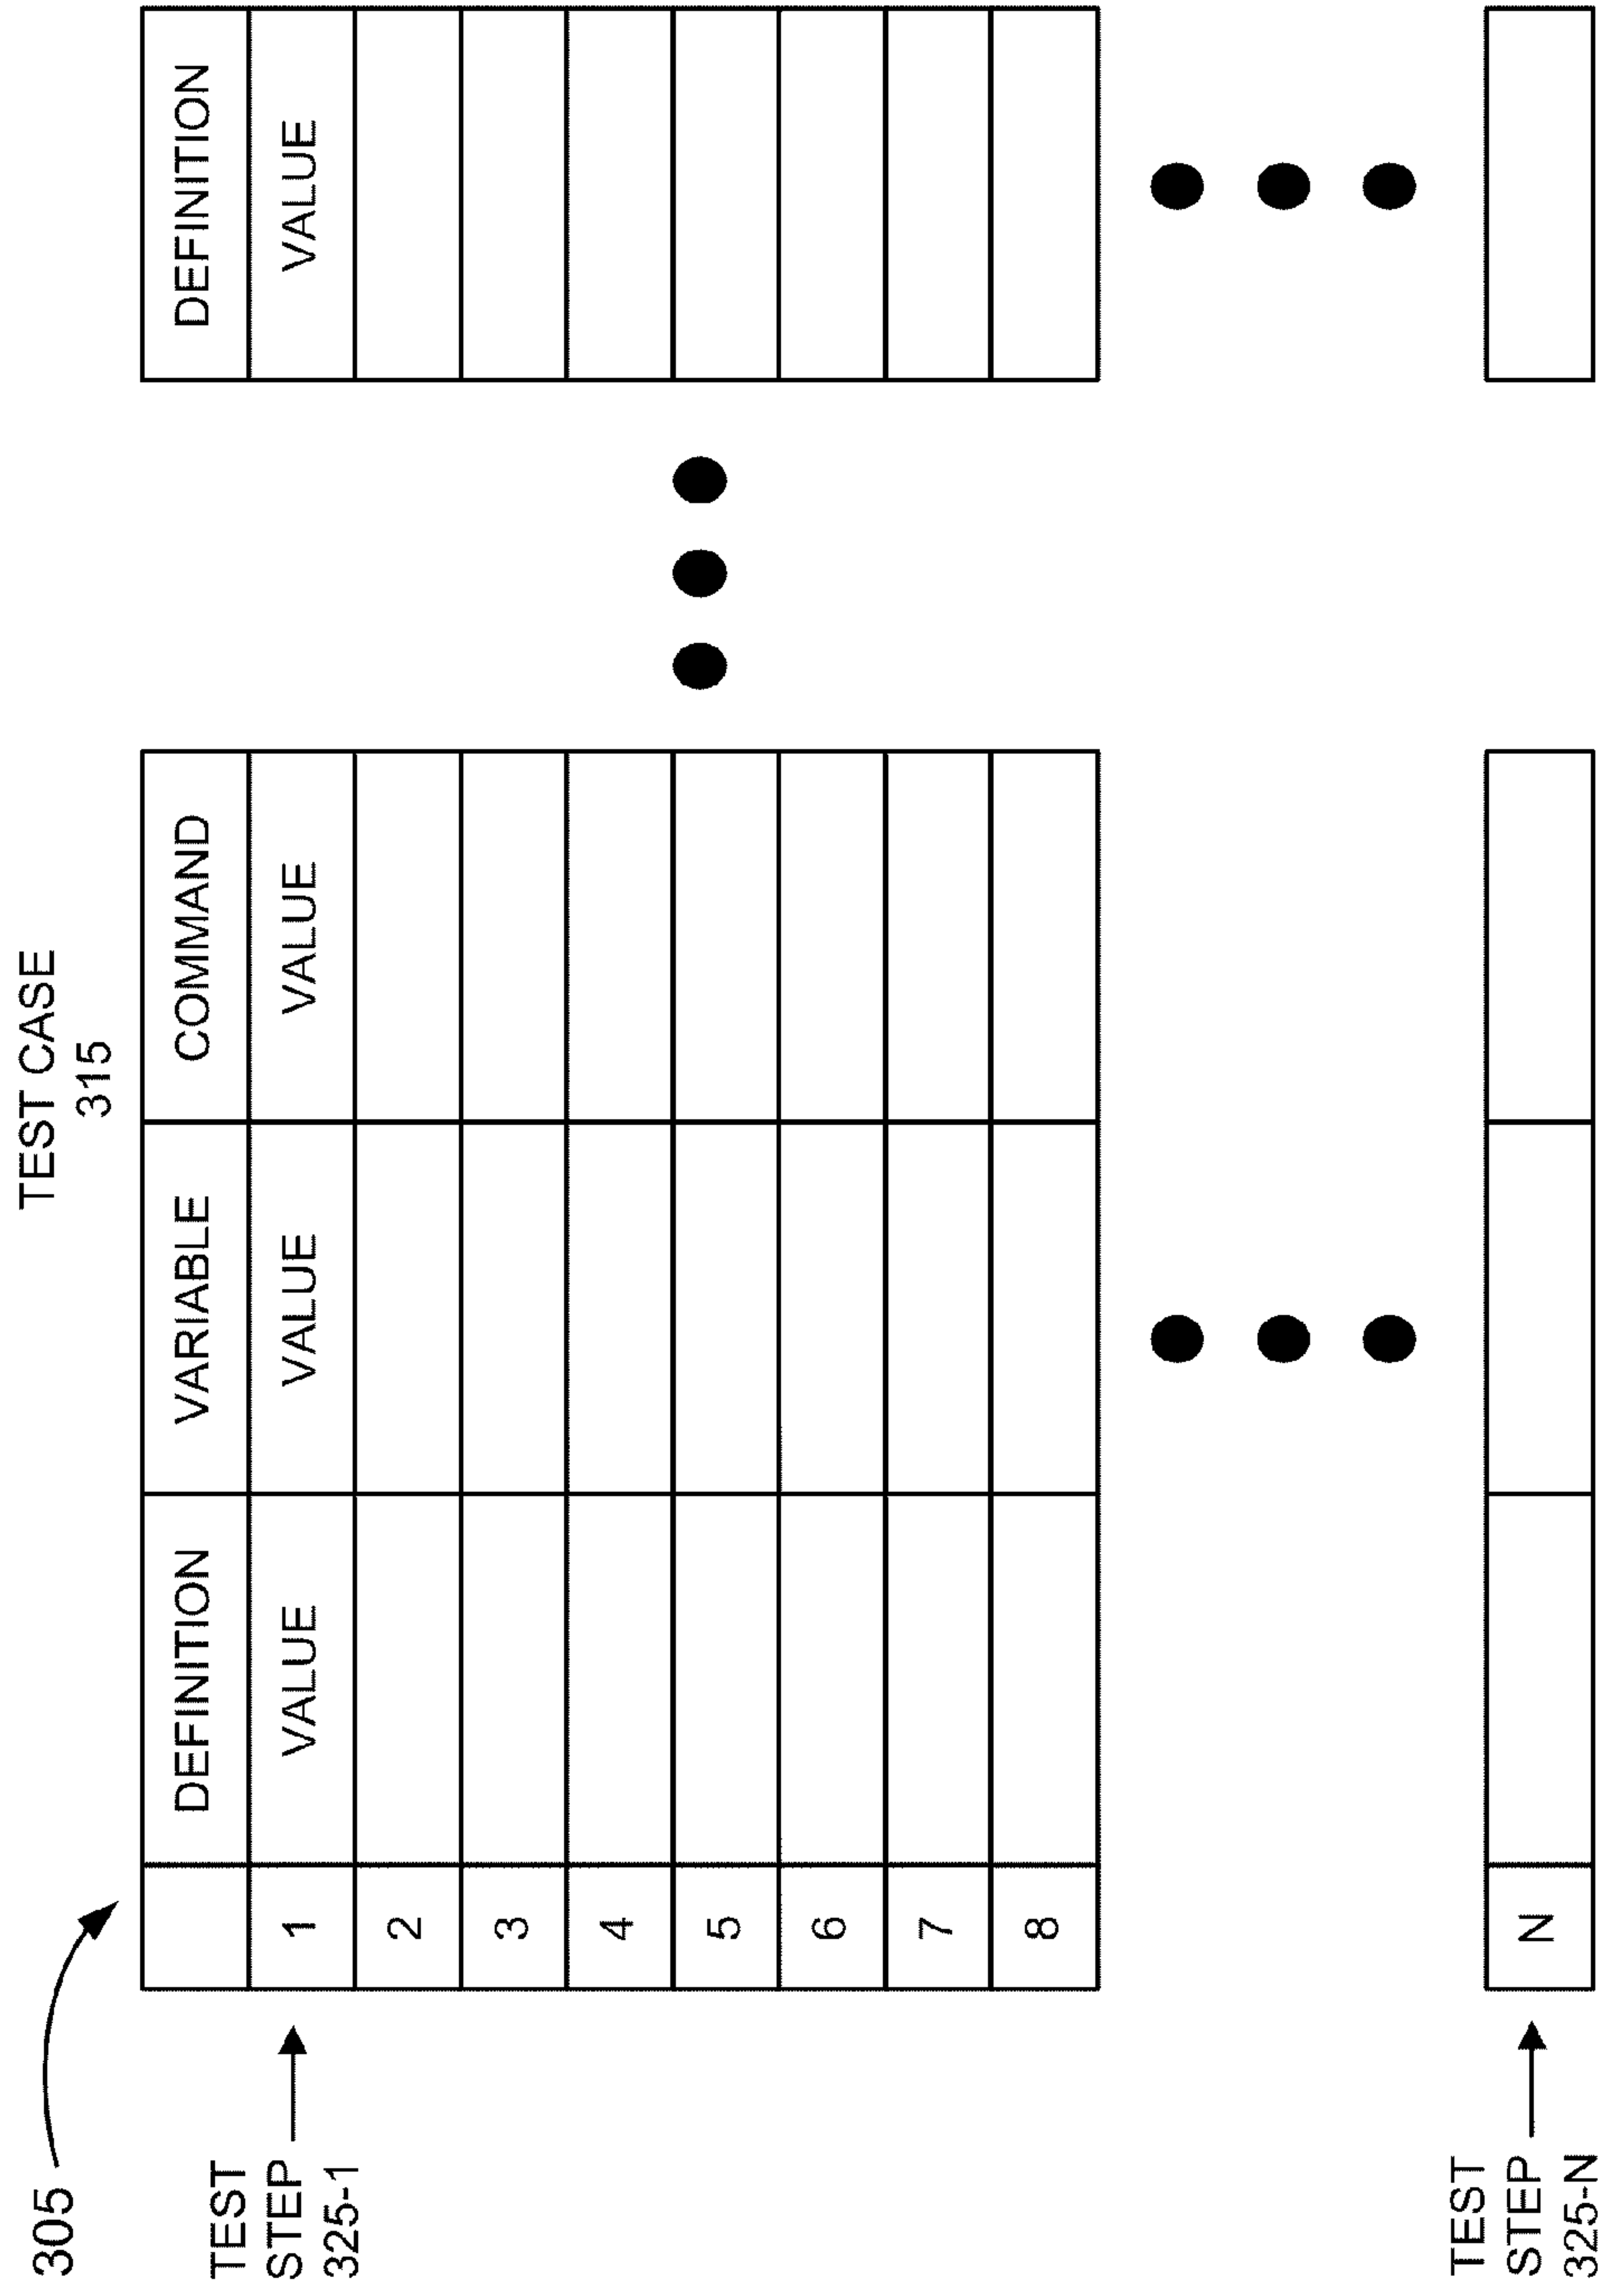 305
TEST CASE
315
DEFINITION VARIABLE COMMAND DEFINITION
TEST
STEP
325-1
1 VALUE VALUE VALUE VALUE
2
3
4
5
6
7
8
TEST
STEP
325-N
N